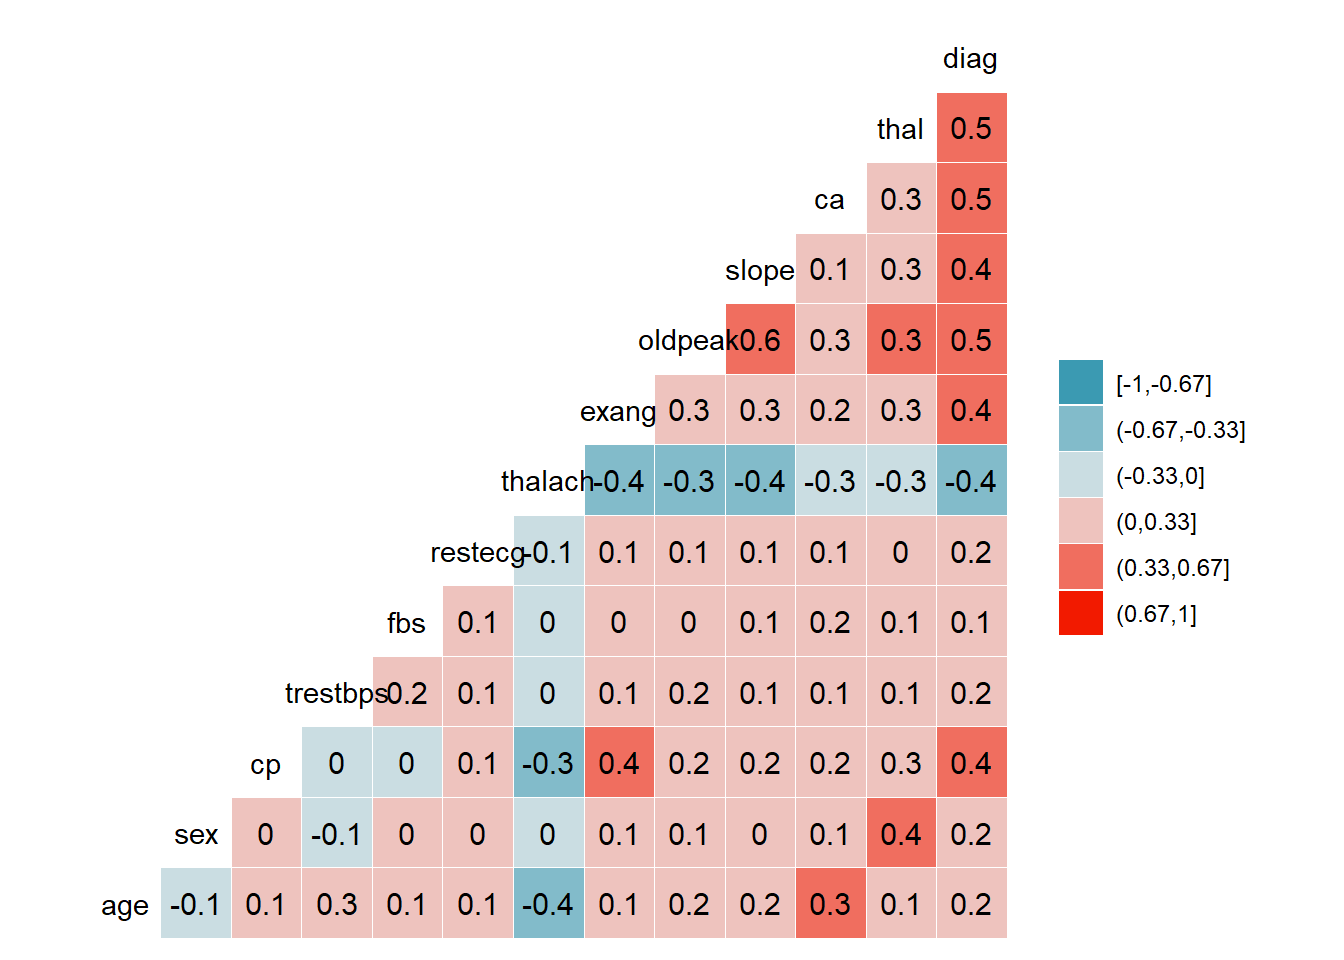 diag
thal 0.5
ca 0.3 0.5
slope 0.1 0.3 0.4
oldpeak 0.6 0.3 0.3 0.5
exang 0.3 0.3 0.2 0.3 0.4
thalach -0.4 -0.3 -0.4 -0.3 -0.3 -0.4
restecg -0.1 0.1 0.1 0.1 0.1 0 0.2
fbs 0.1 0 0 0 0.1 0.2 0.1 0.1
trestbps 0.2 0.1 0 0.1 0.2 0.1 0.1 0.1 0.2
cp 0 0 0.1 -0.3 0.4 0.2 0.2 0.2 0.3 0.4
sex 0 -0.1 0 0 0 0.1 0.1 0 0.1 0.4 0.2
age -0.1 0.1 0.3 0.1 0.1 -0.4 0.1 0.2 0.2 0.3 0.1 0.2
[-1,-0.67]
(-0.67,-0.33]
(-0.33,0]
(0,0.33]
(0.33,0.67]
(0.67,1]